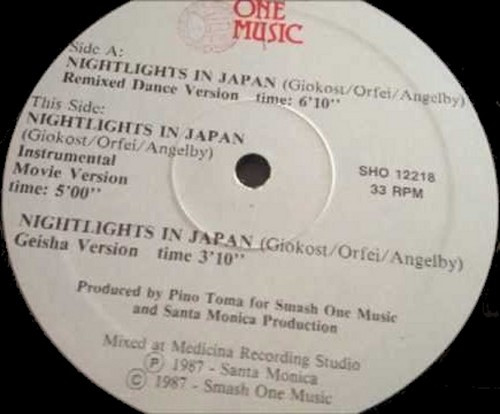 ONE
MUSIC
Side A:
NIGHTLIGHTS IN JAPAN (Giokost/Orfei/Angelby)
Remixed Dance Version time: 6'10''
This Side:
NIGHTLIGHTS IN JAPAN
(Giokost/Orfei/Angelby)
Instrumental
Movie Version
time: 5'00''
SHO 12218
33 RPM
NIGHTLIGHTS IN JAPAN (Giokost/Orfei/Angelby)
Geisha Version time 3'10''
Produced by Pino Toma for Smash One Music
and Santa Monica Production
Mixed at Medicina Recording Studio
Ⓟ 1987 - Santa Monica
© 1987 - Smash One Music